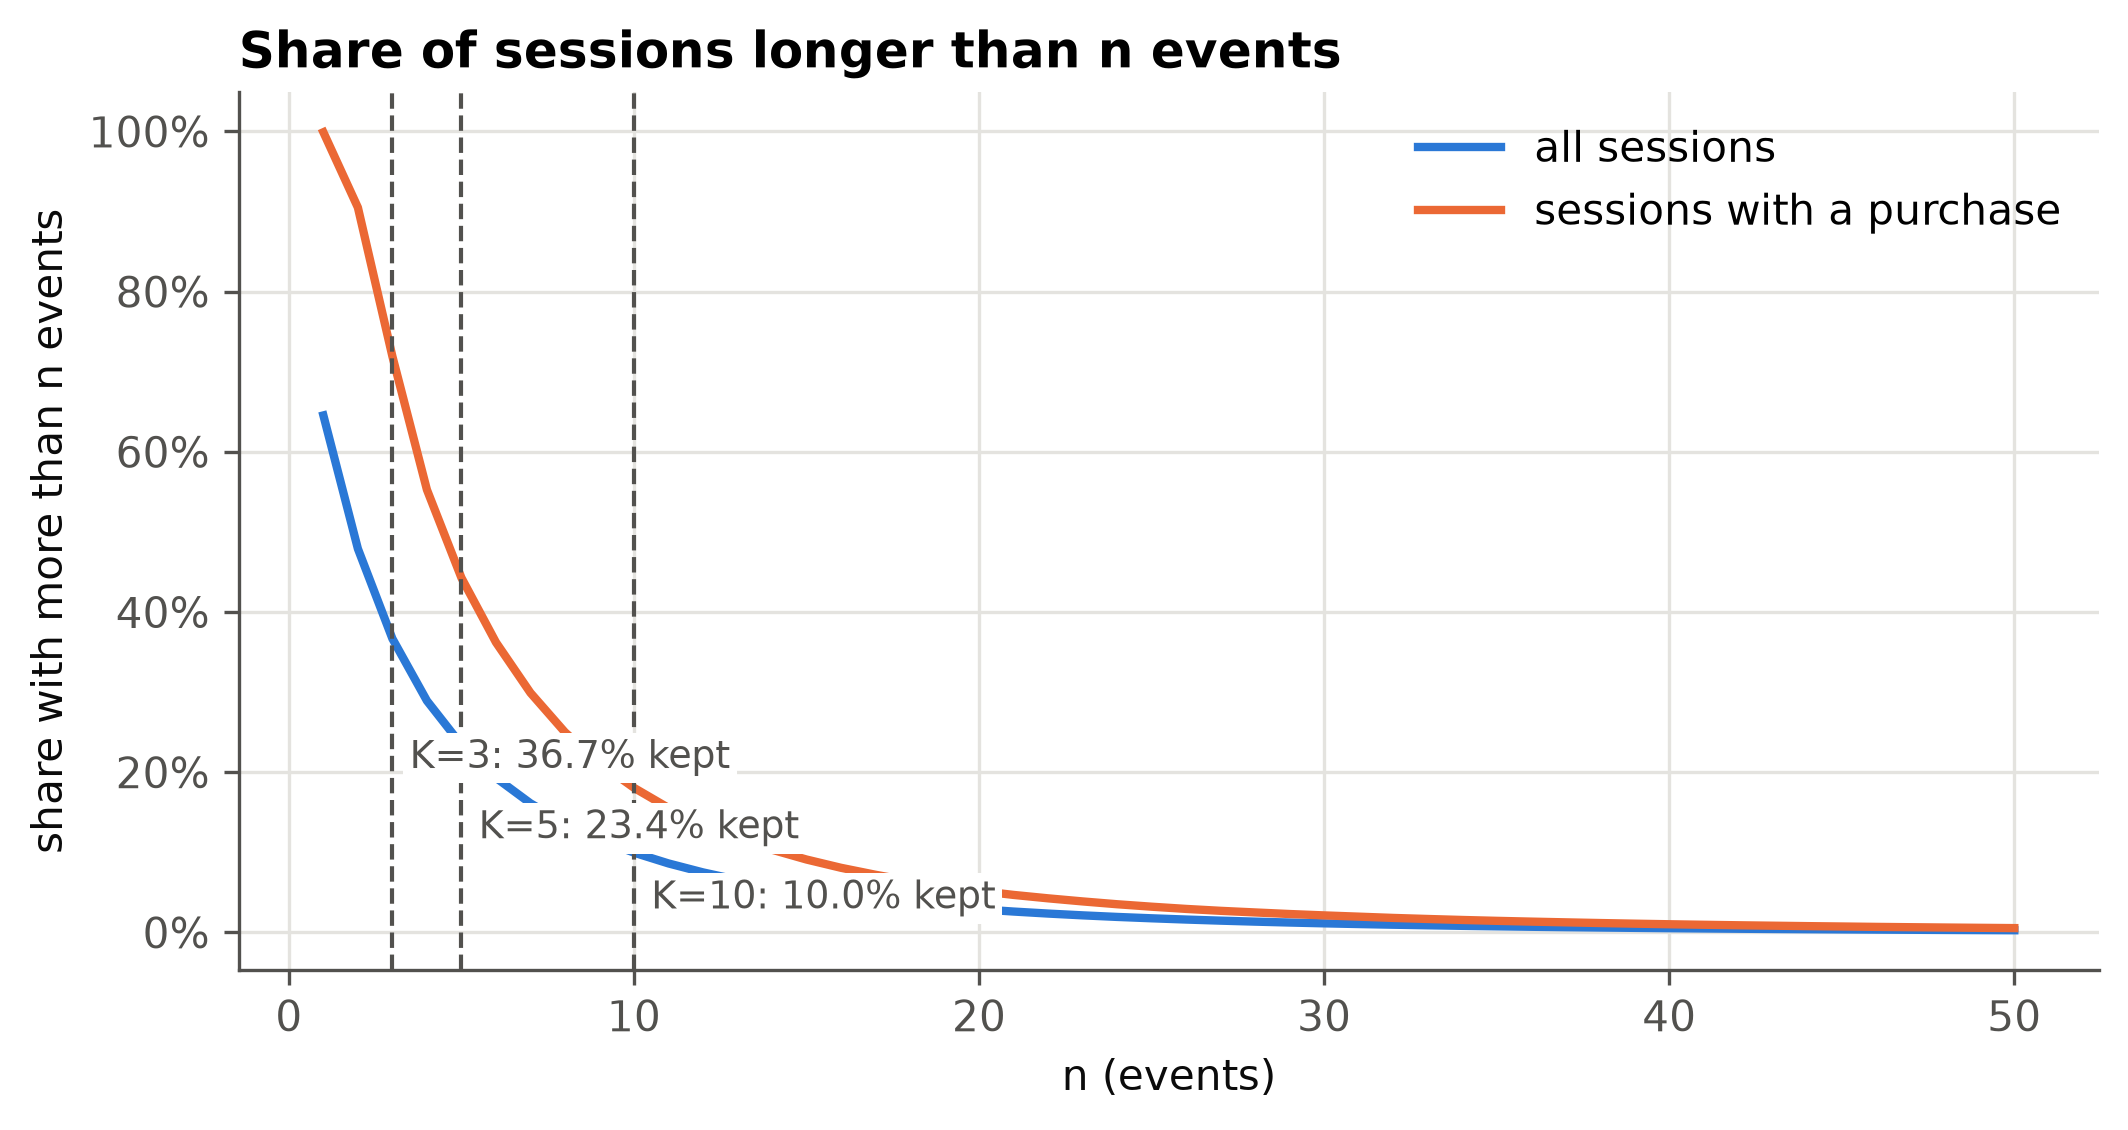 Share of sessions longer than n events
all sessions
sessions with a purchase
share with more than n events
100%
80%
60%
40%
20%
0%
K=3: 36.7% kept
K=5: 23.4% kept
K=10: 10.0% kept
0 10 20 30 40 50
n (events)